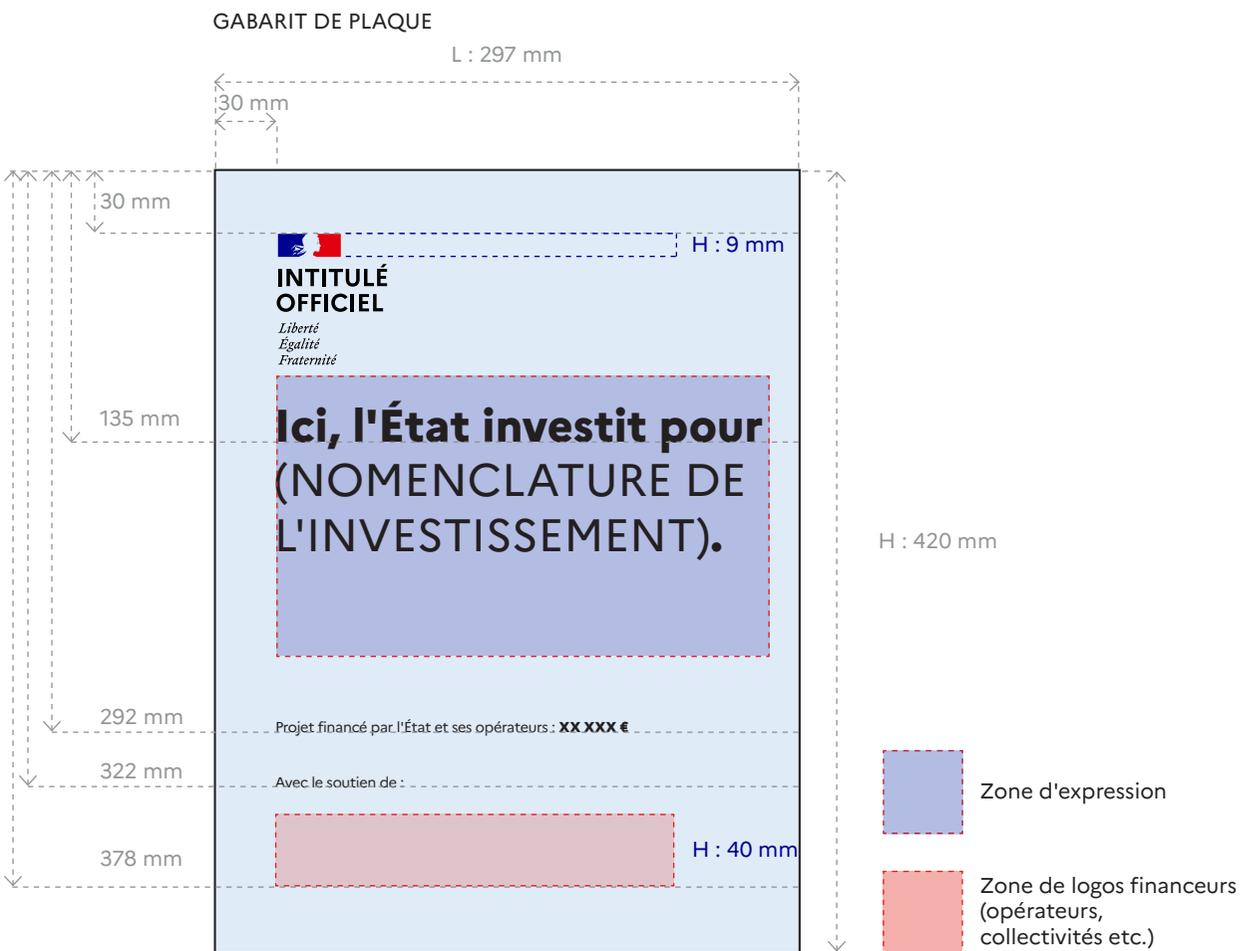 GABARIT DE PLAQUE
L : 297 mm
30 mm
30 mm
H : 9 mm
INTITULÉ
OFFICIEL
Liberté
Égalité
Fraternité
135 mm
Ici, l'État investit pour
(NOMENCLATURE DE
L'INVESTISSEMENT).
H : 420 mm
292 mm
Projet financé par l'État et ses opérateurs : XX XXX €
322 mm
Avec le soutien de :
Zone d'expression
378 mm
H : 40 mm
Zone de logos financeurs
(opérateurs,
collectivités etc.)